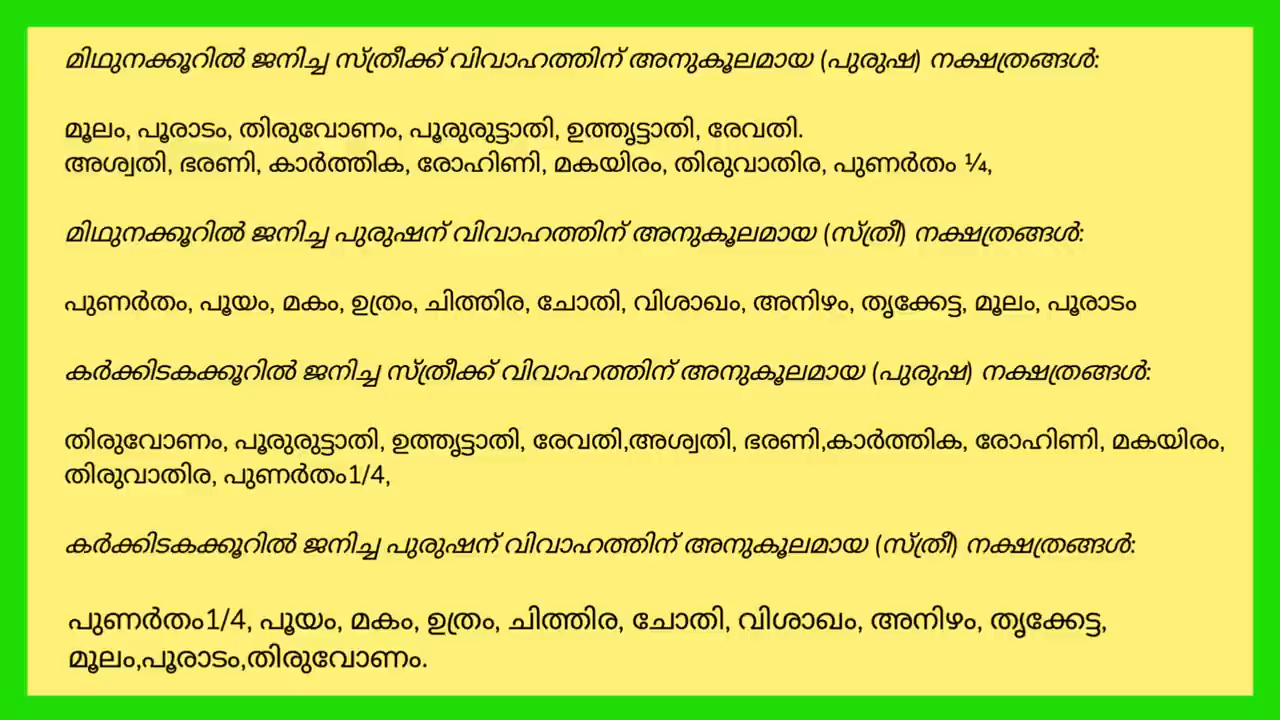 മിഥുനക്കൂറിൽ ജനിച്ച സ്ത്രീക്ക് വിവാഹത്തിന് അനുകൂലമായ (പുരുഷ) നക്ഷത്രങ്ങൾ:
മൂലം, പൂരാടം, തിരുവോണം, പൂരുരുട്ടാതി, ഉത്തൃട്ടാതി, രേവതി.
അശ്വതി, ഭരണി, കാർത്തിക, രോഹിണി, മകയിരം, തിരുവാതിര, പുണർതം ¼,
മിഥുനക്കൂറിൽ ജനിച്ച പുരുഷന് വിവാഹത്തിന് അനുകൂലമായ (സ്ത്രീ) നക്ഷത്രങ്ങൾ:
പുണർതം, പൂയം, മകം, ഉത്രം, ചിത്തിര, ചോതി, വിശാഖം, അനിഴം, തൃക്കേട്ട, മൂലം, പൂരാടം
കർക്കിടകക്കൂറിൽ ജനിച്ച സ്ത്രീക്ക് വിവാഹത്തിന് അനുകൂലമായ (പുരുഷ) നക്ഷത്രങ്ങൾ:
തിരുവോണം, പൂരുരുട്ടാതി, ഉത്തൃട്ടാതി, രേവതി,അശ്വതി, ഭരണി,കാർത്തിക, രോഹിണി, മകയിരം,
തിരുവാതിര, പുണർതം1/4,
കർക്കിടകക്കൂറിൽ ജനിച്ച പുരുഷന് വിവാഹത്തിന് അനുകൂലമായ (സ്ത്രീ) നക്ഷത്രങ്ങൾ:
പുണർതം1/4, പൂയം, മകം, ഉത്രം, ചിത്തിര, ചോതി, വിശാഖം, അനിഴം, തൃക്കേട്ട,
മൂലം,പൂരാടം,തിരുവോണം.